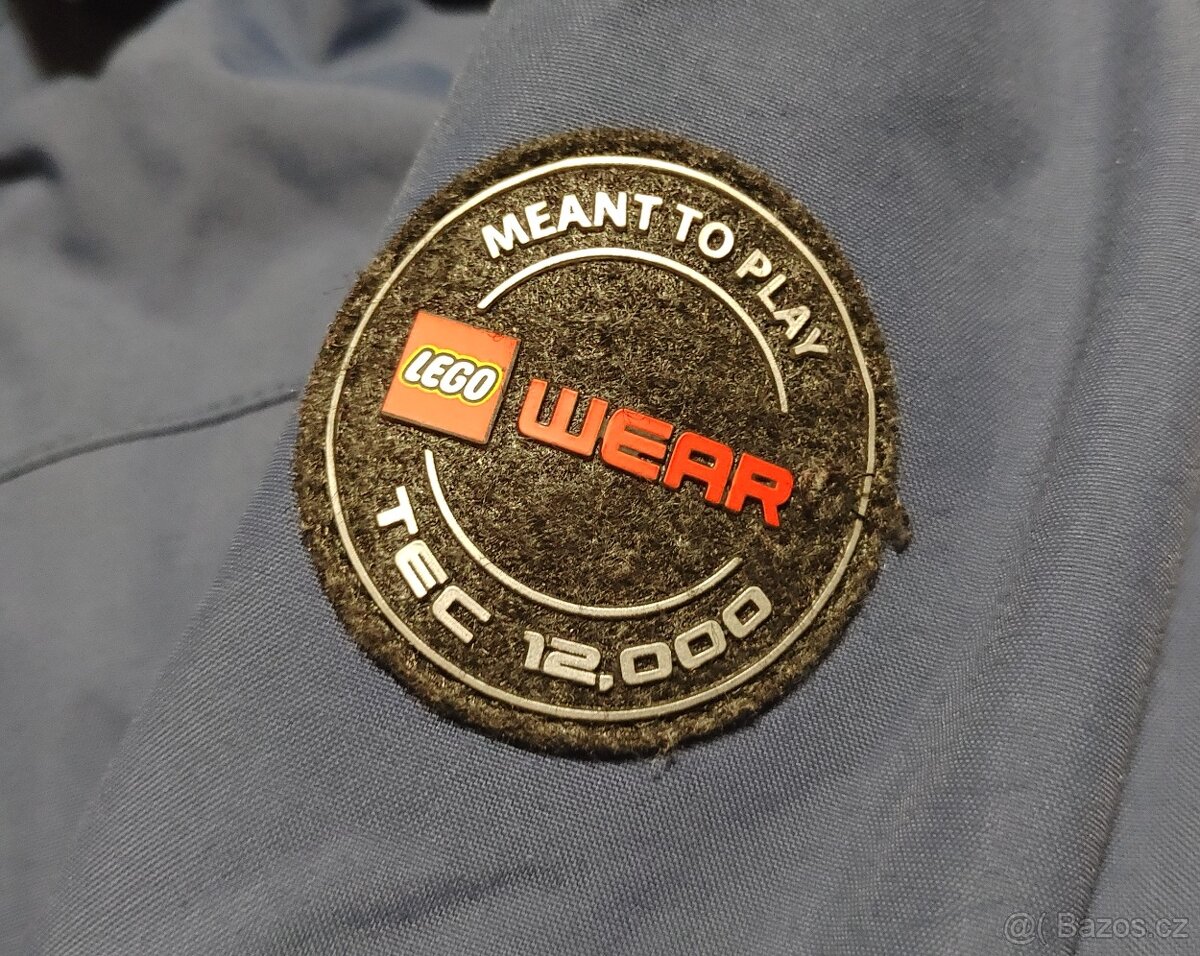 MEANT TO PLAY
LEGO WEAR
TEC 12,000
@( Bazos.cz